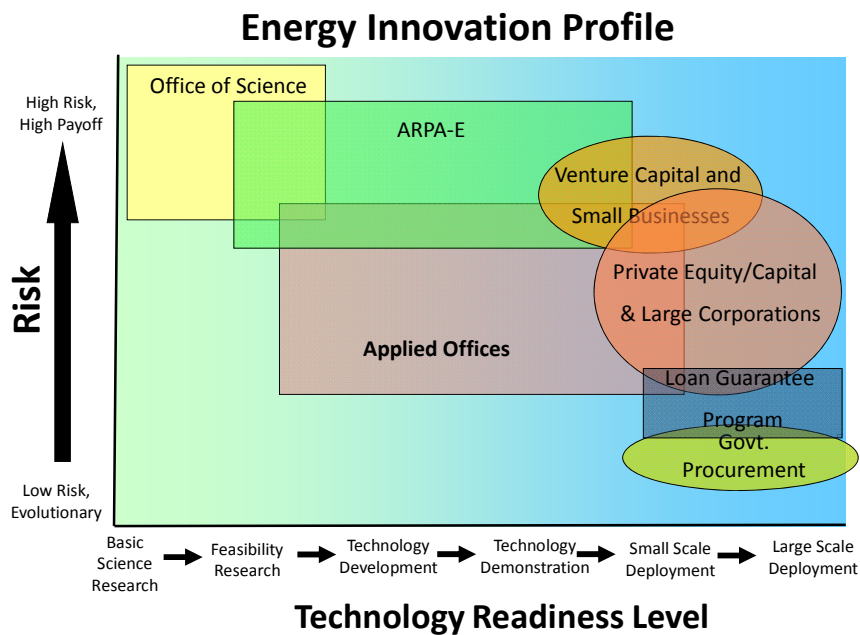 Energy Innovation Profile
Office of Science
High Risk,
High Payoff
ARPA-E
Venture Capital and
Small Businesses
Private Equity/Capital
& Large Corporations
Risk
Applied Offices
Loan Guarantee
Program
Govt.
Procurement
Low Risk,
Evolutionary
Basic
Science
Research
Feasibility
Research
Technology
Development
Technology
Demonstration
Small Scale
Deployment
Large Scale
Deployment
Technology Readiness Level